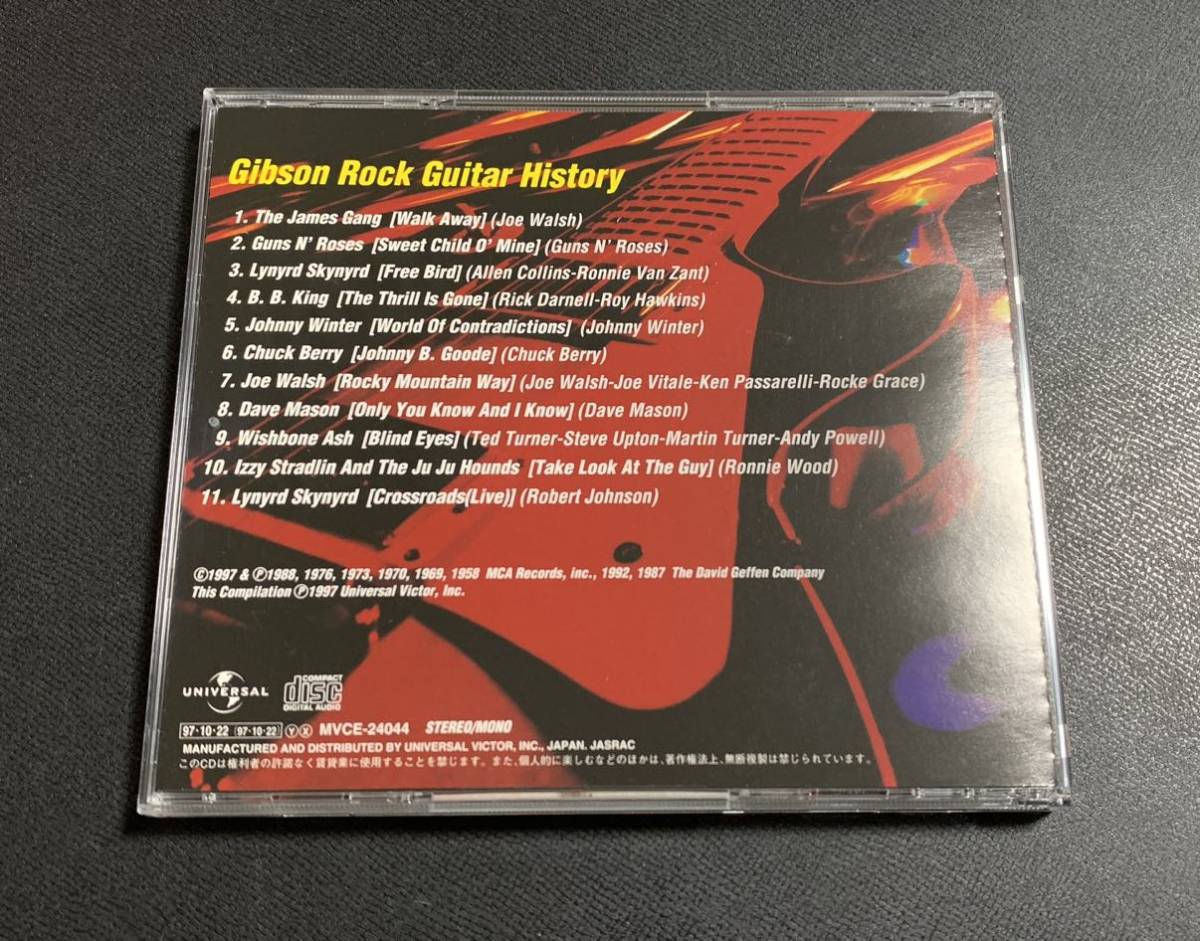 Gibson Rock Guitar History
1. The James Gang [Walk Away] (Joe Walsh)
2. Guns N' Roses [Sweet Child O' Mine] (Guns N' Roses)
3. Lynyrd Skynyrd [Free Bird] (Allen Collins-Ronnie Van Zant)
4. B. B. King [The Thrill Is Gone] (Rick Darnell-Roy Hawkins)
5. Johnny Winter [World Of Contradictions] (Johnny Winter)
6. Chuck Berry [Johnny B. Goode] (Chuck Berry)
7. Joe Walsh [Rocky Mountain Way] (Joe Walsh-Joe Vitale-Ken Passarelli-Rocke Grace)
8. Dave Mason [Only You Know And I Know] (Dave Mason)
9. Wishbone Ash [Blind Eyes] (Ted Turner-Steve Upton-Martin Turner-Andy Powell)
10. Izzy Stradlin And The Ju Ju Hounds [Take Look At The Guy] (Ronnie Wood)
11. Lynyrd Skynyrd [Crossroads(Live)] (Robert Johnson)
©1997 & ℗1988, 1976, 1973, 1970, 1969, 1958 MCA Records, inc., 1992, 1987 The David Geffen Company
This Compilation ℗1997 Universal Victor, Inc.
UNIVERSAL
COMPACT
disc
DIGITAL AUDIO
97・10・22 (97・10・22) Ⓨ Ⓧ MVCE-24044 STEREO/MONO
MANUFACTURED AND DISTRIBUTED BY UNIVERSAL VICTOR, INC., JAPAN. JASRAC
このCDは権利者の許諾なく賃貸業に使用することを禁じます。また、個人的に楽しむなどのほかは、著作権法上、無断複製は禁じられています。